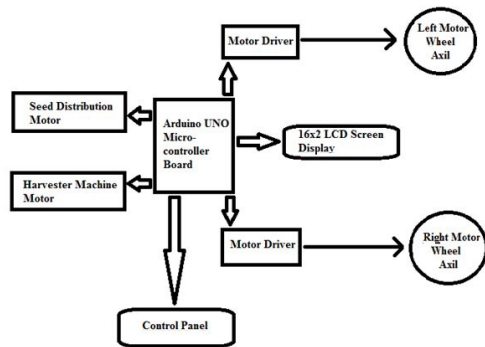 Motor Driver
Left Motor
Wheel
Axil
Seed Distribution
Motor
Arduino UNO
Micro-
controller
Board
16x2 LCD Screen
Display
Harvester Machine
Motor
Motor Driver
Right Motor
Wheel
Axil
Control Panel